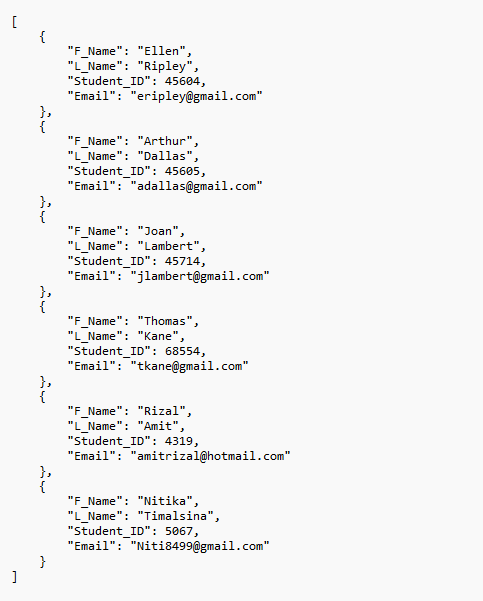 [
    {
        "F_Name": "Ellen",
        "L_Name": "Ripley",
        "Student_ID": 45604,
        "Email": "eripley@gmail.com"
    },
    {
        "F_Name": "Arthur",
        "L_Name": "Dallas",
        "Student_ID": 45605,
        "Email": "adallas@gmail.com"
    },
    {
        "F_Name": "Joan",
        "L_Name": "Lambert",
        "Student_ID": 45714,
        "Email": "jlambert@gmail.com"
    },
    {
        "F_Name": "Thomas",
        "L_Name": "Kane",
        "Student_ID": 68554,
        "Email": "tkane@gmail.com"
    },
    {
        "F_Name": "Rizal",
        "L_Name": "Amit",
        "Student_ID": 4319,
        "Email": "amitrizal@hotmail.com"
    },
    {
        "F_Name": "Nitika",
        "L_Name": "Timalsina",
        "Student_ID": 5067,
        "Email": "Niti8499@gmail.com"
    }
]